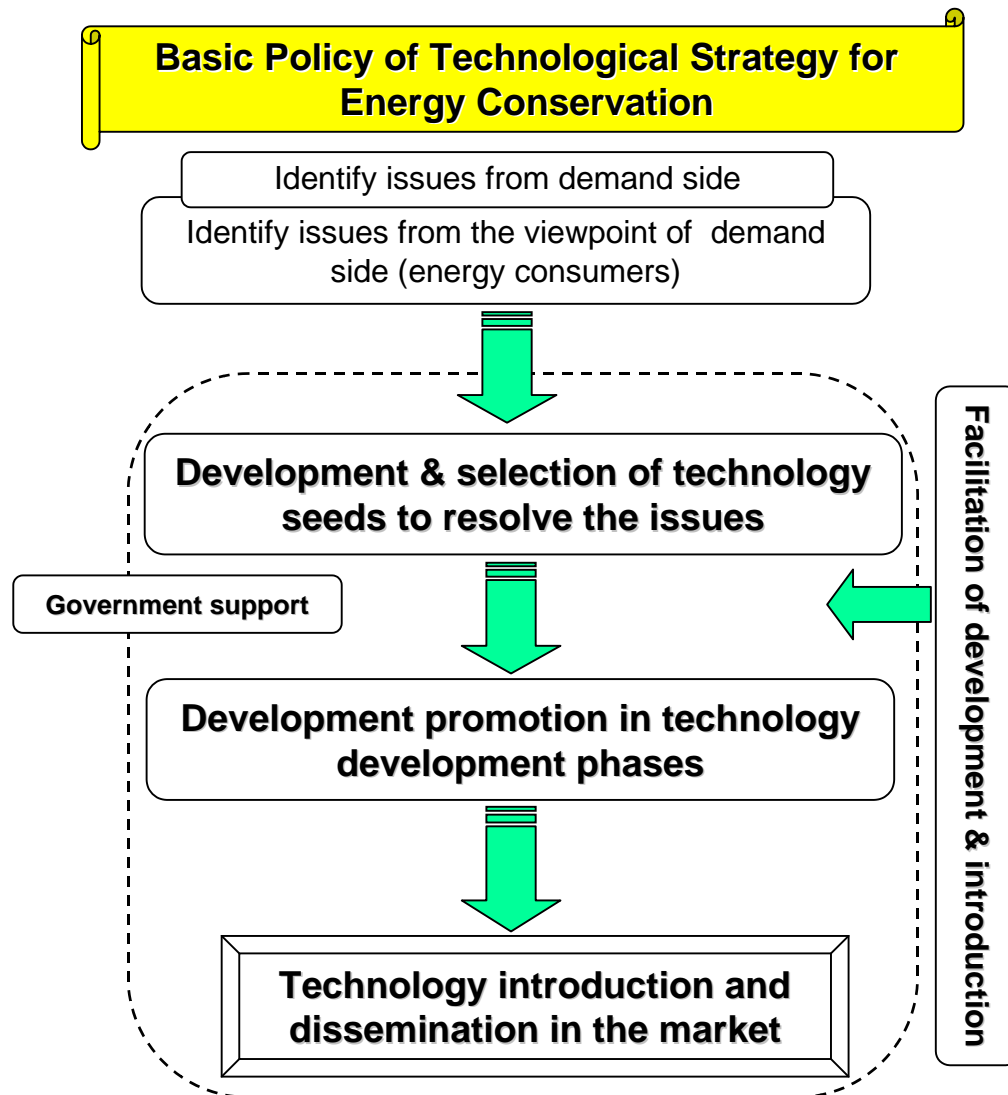 Basic Policy of Technological Strategy for
Energy Conservation
Identify issues from demand side
Identify issues from the viewpoint of demand
side (energy consumers)
Development & selection of technology
seeds to resolve the issues
Government support
Development promotion in technology
development phases
Technology introduction and
dissemination in the market
Facilitation of development & introduction